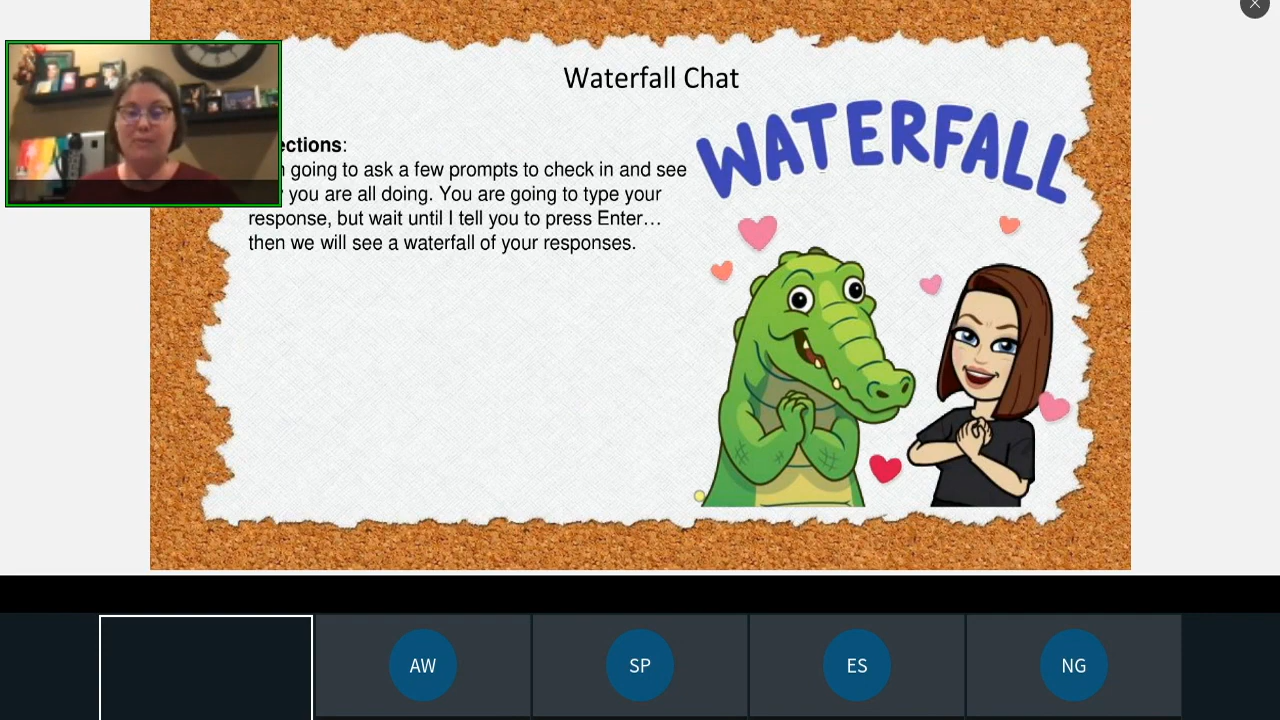 Waterfall Chat
WATERFALL
ections:
going to ask a few prompts to check in and see
you are all doing. You are going to type your
response, but wait until I tell you to press Enter…
then we will see a waterfall of your responses.
AW
SP
ES
NG